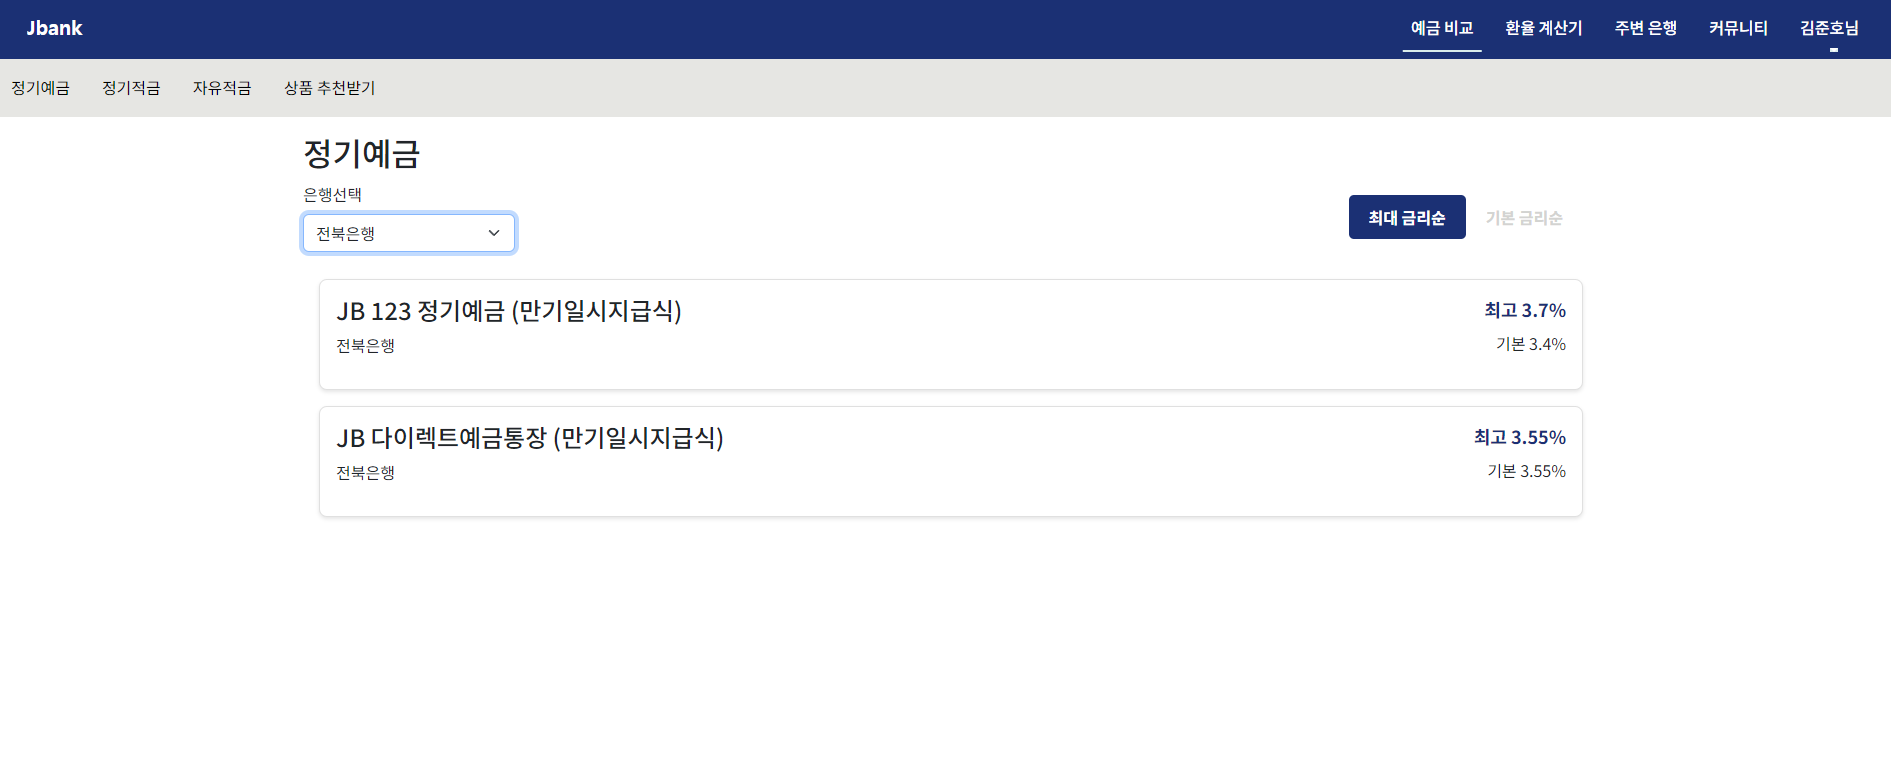 Jbank
예금 비교 환율 계산기 주변 은행 커뮤니티 김준호님
정기예금 정기적금 자유적금 상품 추천받기
정기예금
은행선택
전북은행
최대 금리순 기본 금리순
JB 123 정기예금 (만기일시지급식) 최고 3.7%
전북은행 기본 3.4%
JB 다이렉트예금통장 (만기일시지급식) 최고 3.55%
전북은행 기본 3.55%